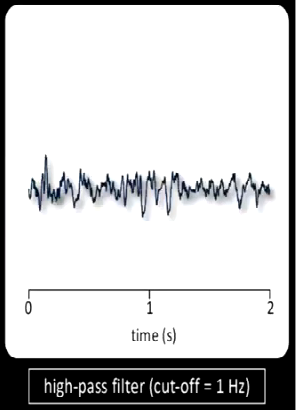 0 1 2
time (s)
high-pass filter (cut-off = 1 Hz)